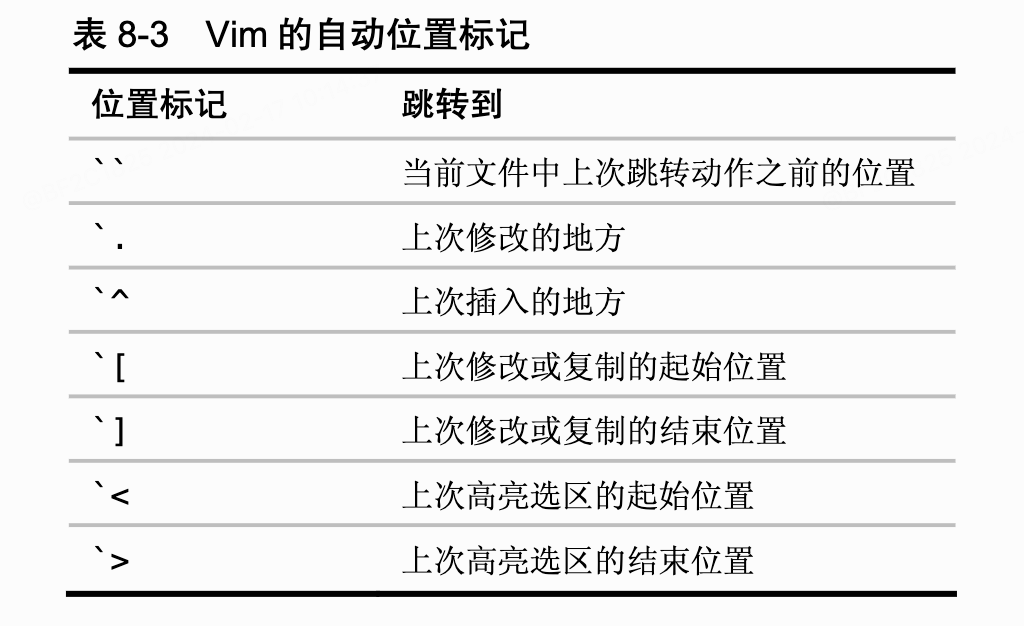 表 8-3 Vim 的自动位置标记
位置标记 跳转到
`` 当前文件中上次跳转动作之前的位置
`. 上次修改的地方
`^ 上次插入的地方
`[ 上次修改或复制的起始位置
`] 上次修改或复制的结束位置
`< 上次高亮选区的起始位置
`> 上次高亮选区的结束位置